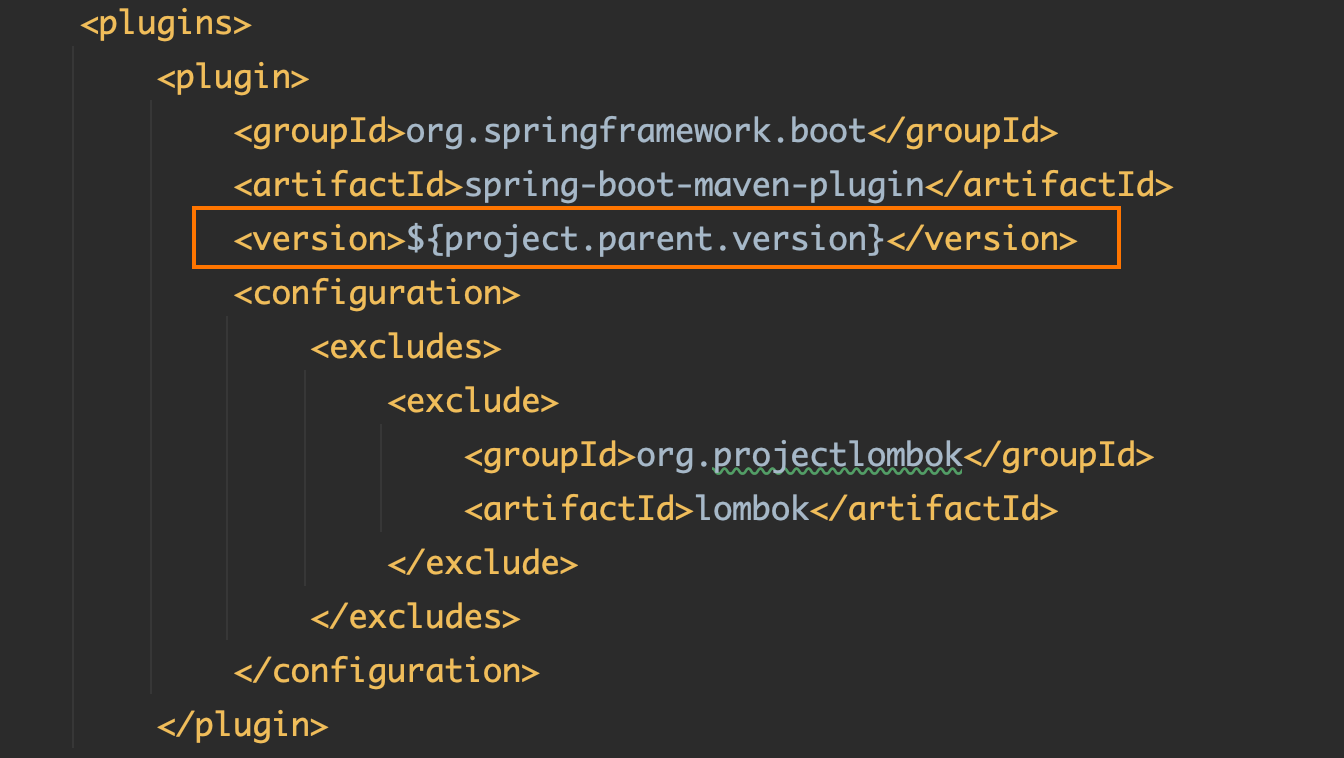 <plugins>
<plugin>
<groupId>org.springframework.boot</groupId>
<artifactId>spring-boot-maven-plugin</artifactId>
<version>${project.parent.version}</version>
<configuration>
<excludes>
<exclude>
<groupId>org.projectlombok</groupId>
<artifactId>lombok</artifactId>
</exclude>
</excludes>
</configuration>
</plugin>